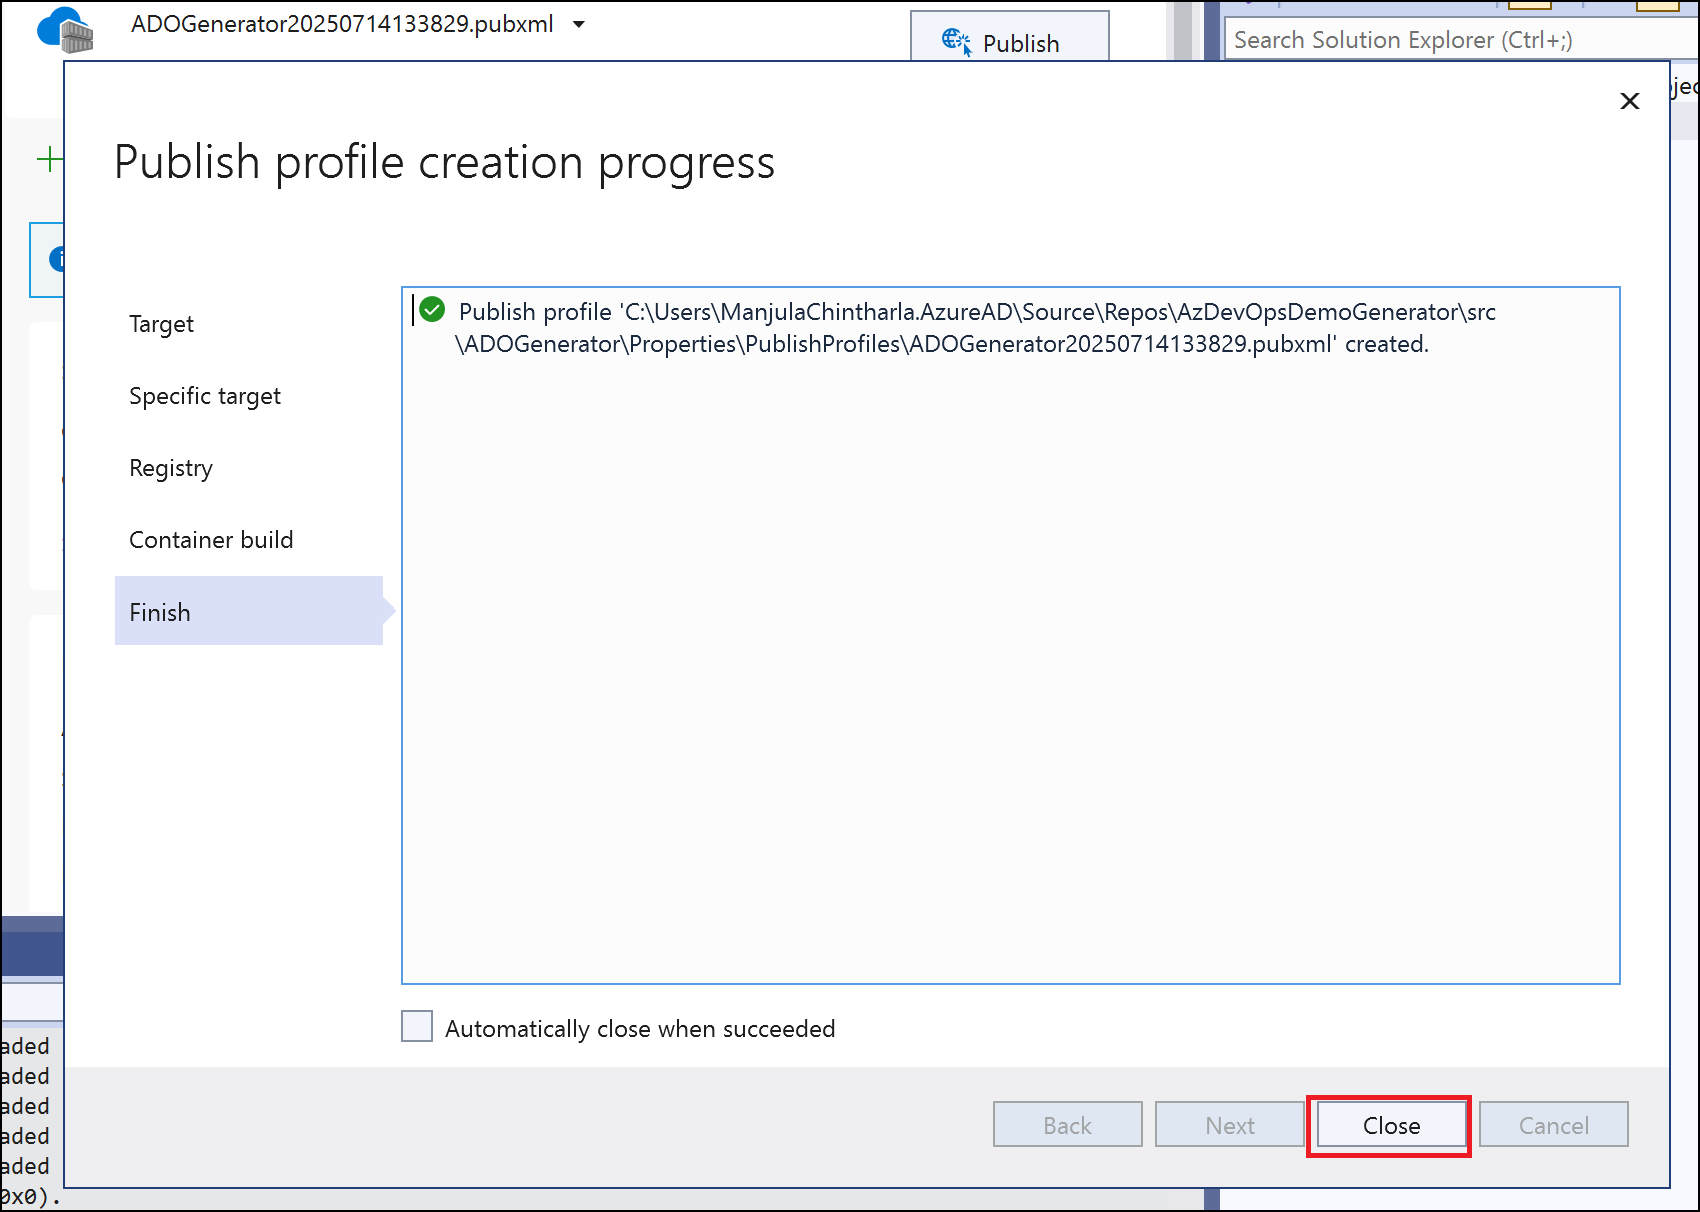 ADOGenerator20250714133829.pubxml
Publish
Search Solution Explorer (Ctrl+;)
Publish profile creation progress
Target
Specific target
Registry
Container build
Finish
Publish profile 'C:\Users\ManjulaChintharla.AzureAD\Source\Repos\AzDevOpsDemoGenerator\src
\ADOGenerator\Properties\PublishProfiles\ADOGenerator20250714133829.pubxml' created.
Automatically close when succeeded
aded
aded
aded
aded
aded
0x0).
Back
Next
Close
Cancel